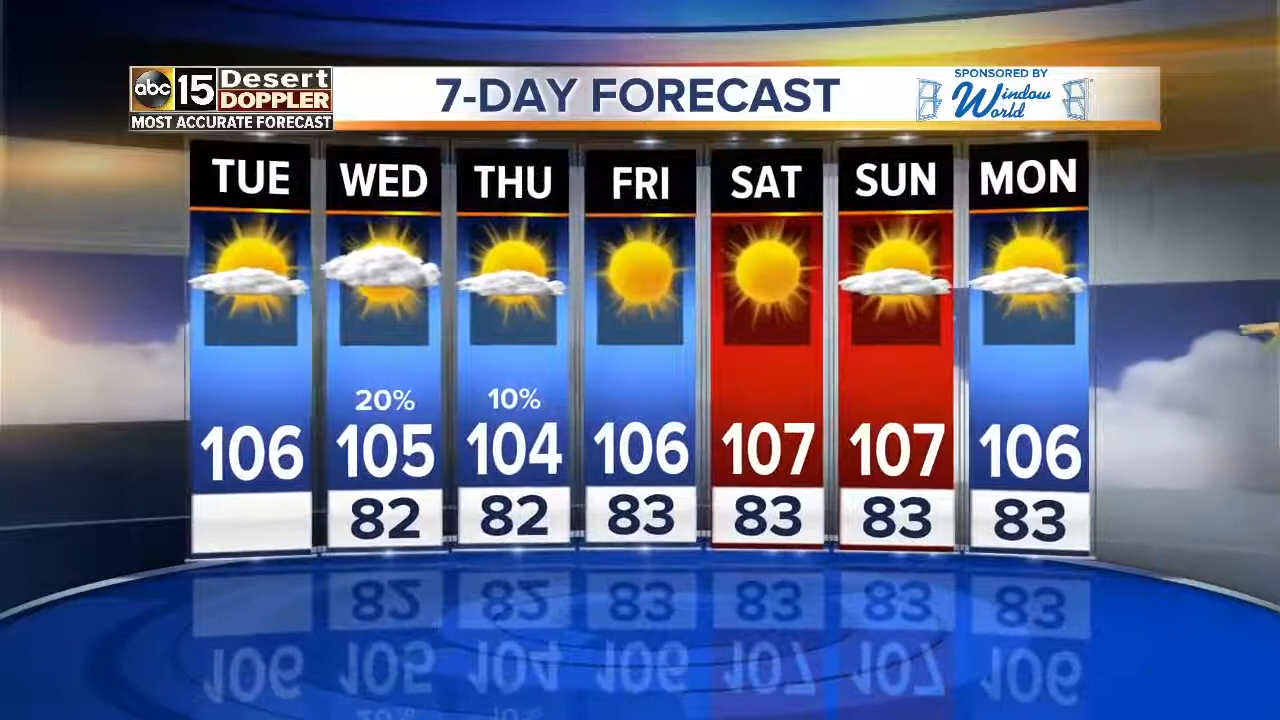 abc 15 Desert DOPPLER
MOST ACCURATE FORECAST
7-DAY FORECAST
SPONSORED BY
Window World
TUE WED THU FRI SAT SUN MON
20% 10%
106 105 104 106 107 107 106
82 82 83 83 83 83